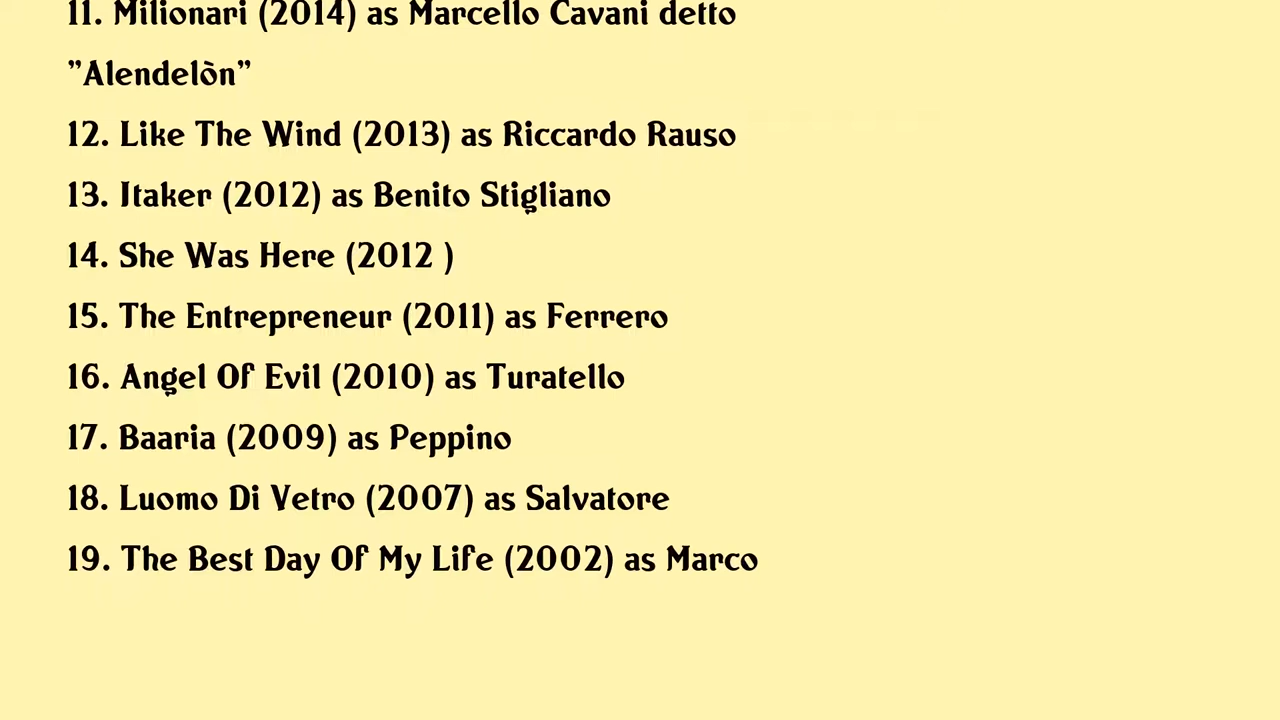 11. Milionari (2014) as Marcello Cavani detto
"Alendelòn"
12. Like The Wind (2013) as Riccardo Rauso
13. Itaker (2012) as Benito Stigliano
14. She Was Here (2012 )
15. The Entrepreneur (2011) as Ferrero
16. Angel Of Evil (2010) as Turatello
17. Baaria (2009) as Peppino
18. Luomo Di Vetro (2007) as Salvatore
19. The Best Day Of My Life (2002) as Marco